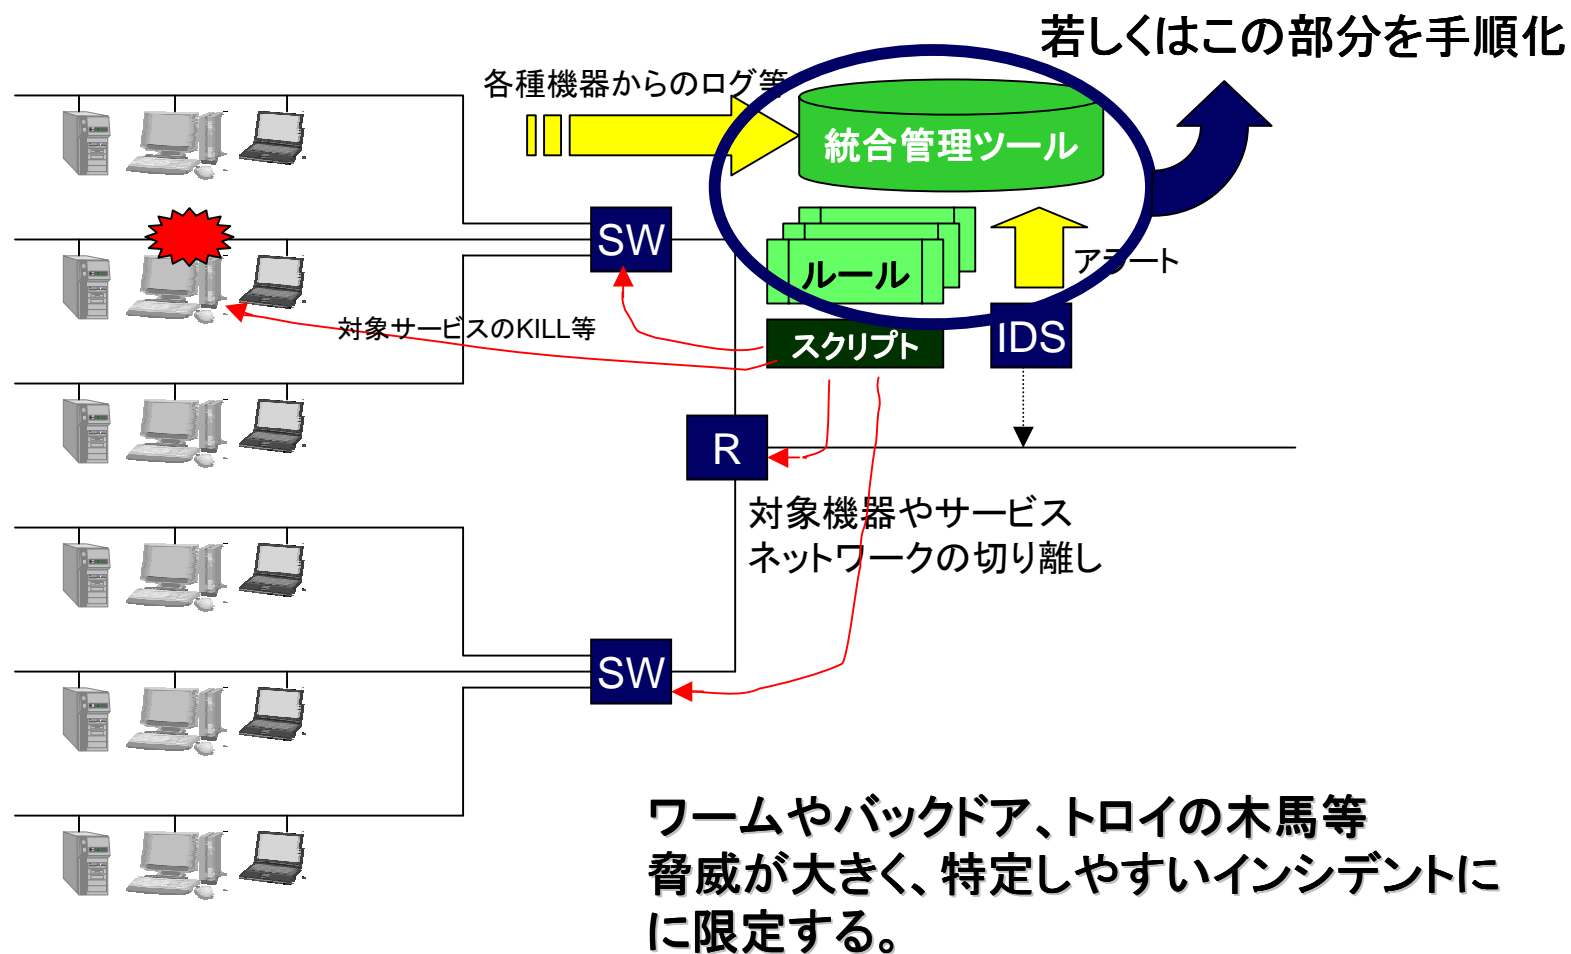 若しくはこの部分を手順化
各種機器からのログ等
統合管理ツール
SW
ルール
アラート
対象サービスのKILL等
スクリプト
IDS
R
対象機器やサービス
ネットワークの切り離し
SW
ワームやバックドア、トロイの木馬等
脅威が大きく、特定しやすいインシデントに
に限定する。